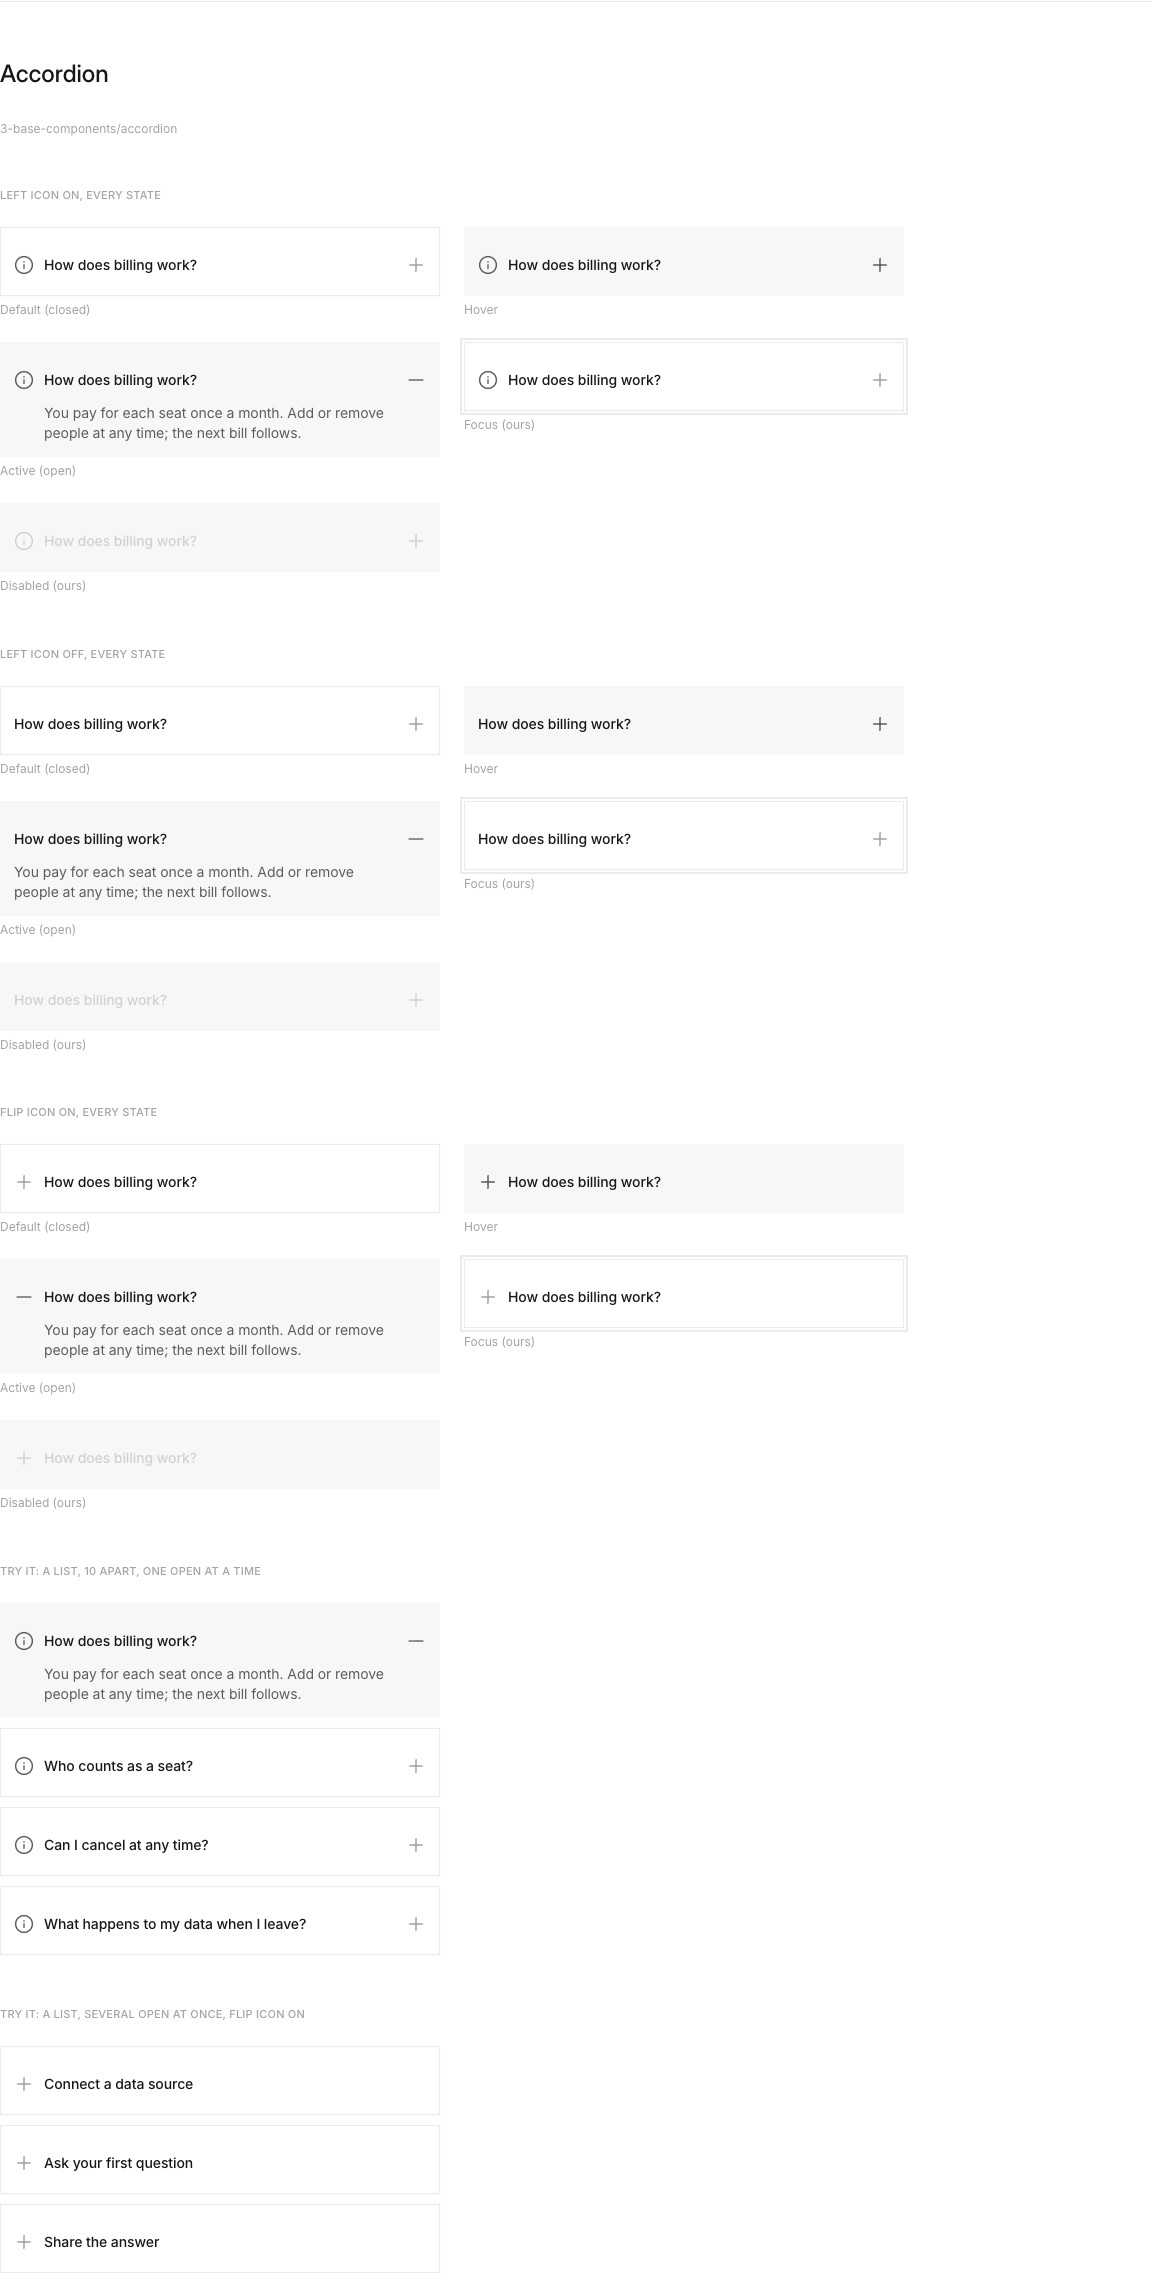 Accordion
3-base-components/accordion
LEFT ICON ON, EVERY STATE
How does billing work?
How does billing work?
Default (closed)
Hover
How does billing work?
You pay for each seat once a month. Add or remove
people at any time; the next bill follows.
How does billing work?
Active (open)
Focus (ours)
How does billing work?
Disabled (ours)
LEFT ICON OFF, EVERY STATE
How does billing work?
How does billing work?
Default (closed)
Hover
How does billing work?
You pay for each seat once a month. Add or remove
people at any time; the next bill follows.
How does billing work?
Active (open)
Focus (ours)
How does billing work?
Disabled (ours)
FLIP ICON ON, EVERY STATE
How does billing work?
How does billing work?
Default (closed)
Hover
How does billing work?
You pay for each seat once a month. Add or remove
people at any time; the next bill follows.
How does billing work?
Active (open)
Focus (ours)
How does billing work?
Disabled (ours)
TRY IT: A LIST, 10 APART, ONE OPEN AT A TIME
How does billing work?
You pay for each seat once a month. Add or remove
people at any time; the next bill follows.
Who counts as a seat?
Can I cancel at any time?
What happens to my data when I leave?
TRY IT: A LIST, SEVERAL OPEN AT ONCE, FLIP ICON ON
Connect a data source
Ask your first question
Share the answer